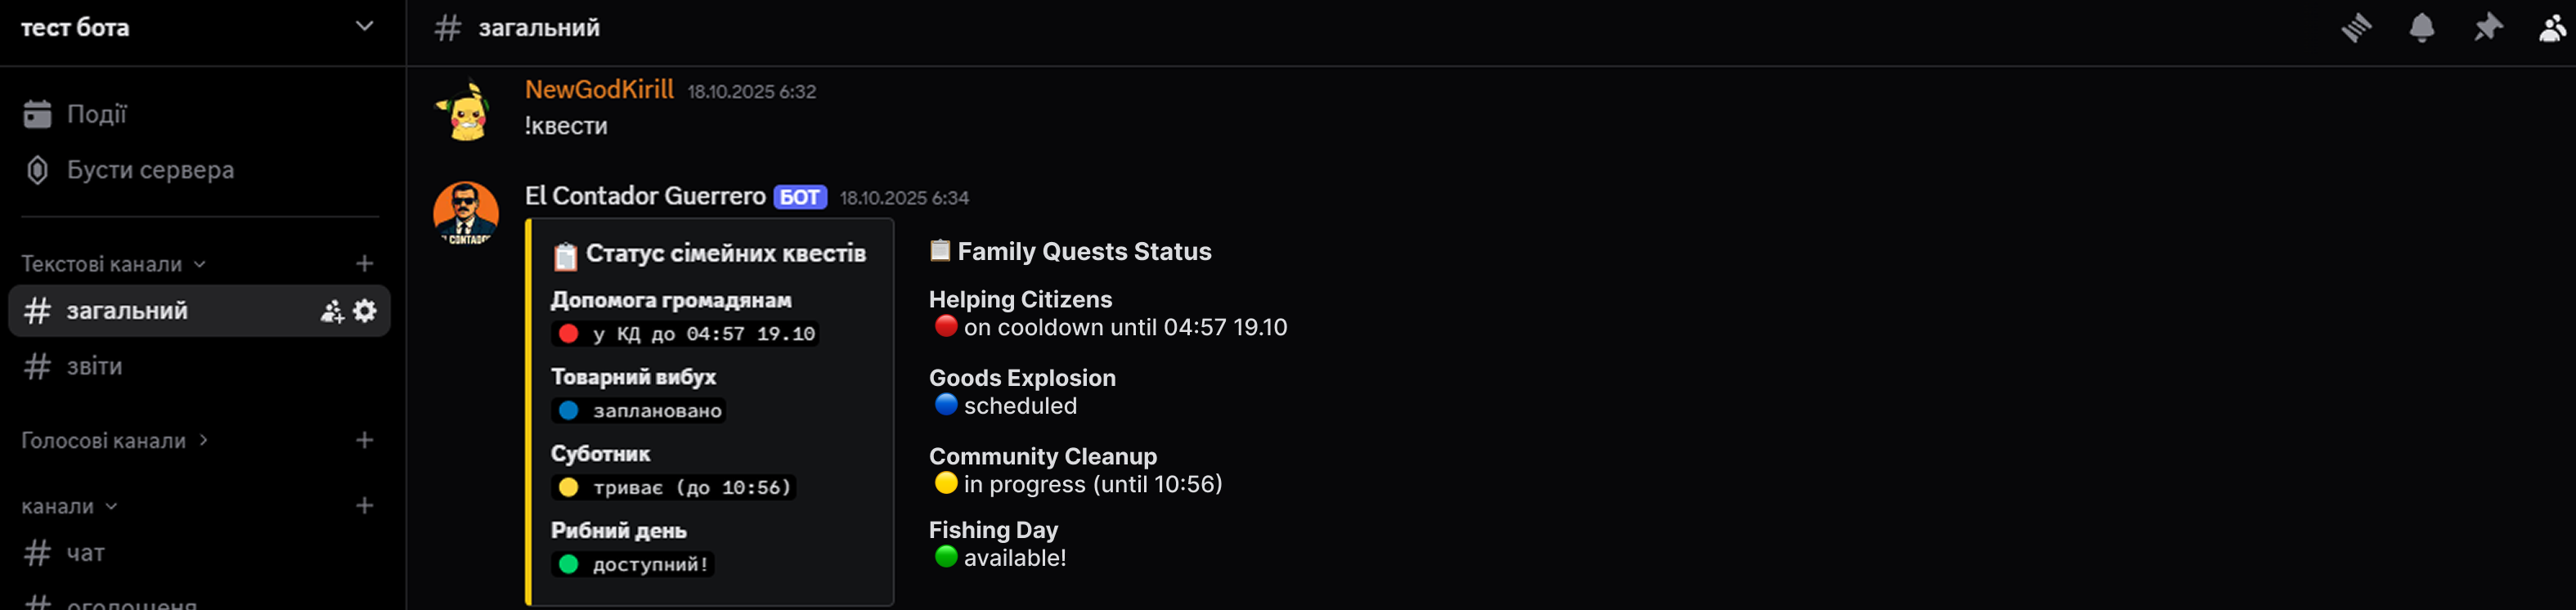 тест бота
Події
Бусти сервера
Текстові канали
загальний
звіти
Голосові канали
канали
чат
оголошеня
# загальний
NewGodKirill 18.10.2025 6:32
!квести
El Contador Guerrero БОТ 18.10.2025 6:34
Статус сімейних квестів
Допомога громадянам
у КД до 04:57 19.10
Товарний вибух
заплановано
Суботник
триває (до 10:56)
Рибний день
доступний!
Family Quests Status
Helping Citizens
on cooldown until 04:57 19.10
Goods Explosion
scheduled
Community Cleanup
in progress (until 10:56)
Fishing Day
available!